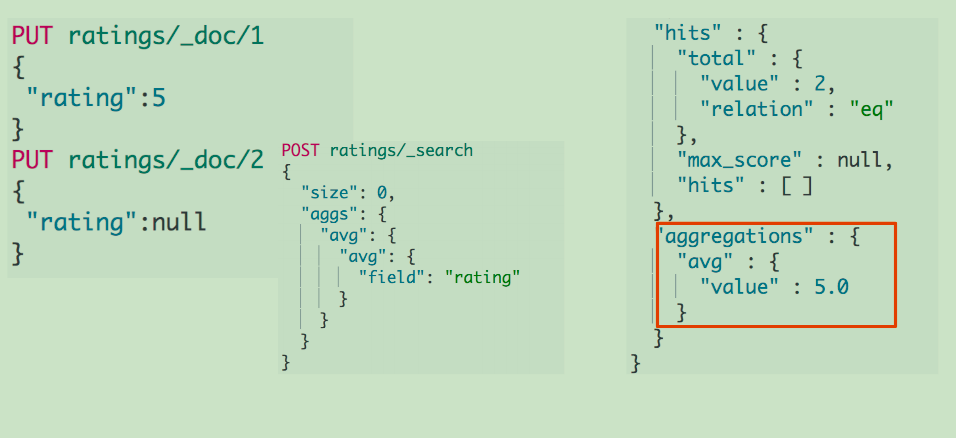 PUT ratings/_doc/1
{
"rating":5
}
PUT ratings/_doc/2
{
"rating":null
}
POST ratings/_search
{
"size": 0,
"aggs": {
"avg": {
"avg": {
"field": "rating"
}
}
}
}
"hits" : {
"total" : {
"value" : 2,
"relation" : "eq"
},
"max_score" : null,
"hits" : [ ]
},
"aggregations" : {
"avg" : {
"value" : 5.0
}
}
}